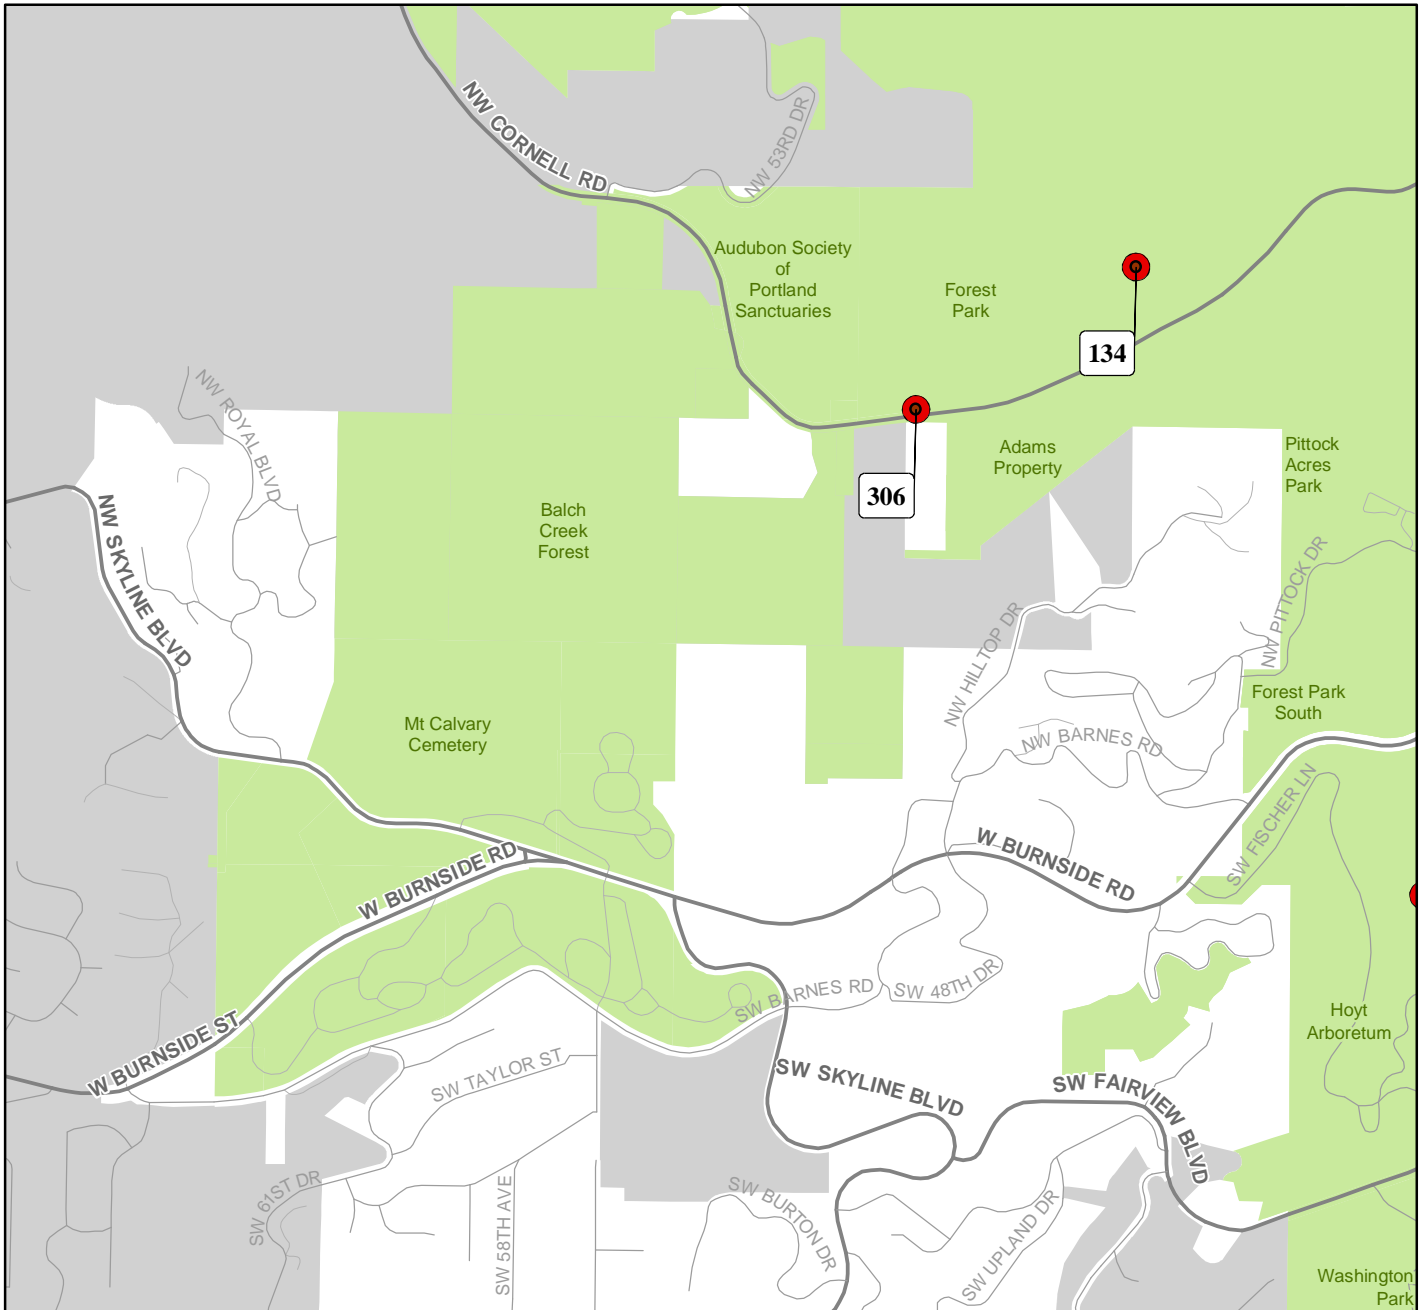 NW CORNELL RD
NW 53RD DR
Audubon Society
of
Portland
Sanctuaries
Forest
Park
134
NW ROYAL BLVD
306
Adams
Property
Pittock
Acres
Park
NW SKYLINE BLVD
Balch
Creek
Forest
NW PITTOCK DR
NW HILLTOP DR
Forest Park
South
Mt Calvary
Cemetery
NW BARNES RD
SW FISCHER LN
W BURNSIDE RD
W BURNSIDE RD
SW BARNES RD
SW 48TH DR
Hoyt
Arboretum
W BURNSIDE ST
SW TAYLOR ST
SW SKYLINE BLVD
SW FAIRVIEW BLVD
SW 61ST DR
SW 58TH AVE
SW BURTON DR
SW UPLAND DR
Washington
Park